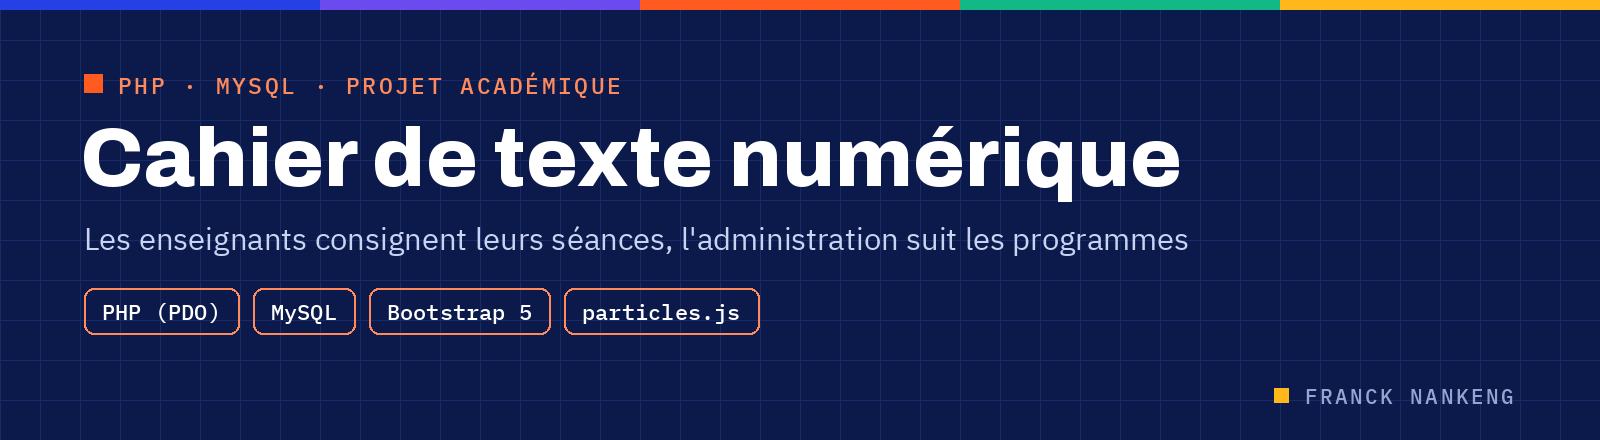 PHP · MYSQL · PROJET ACADÉMIQUE
Cahier de texte numérique
Les enseignants consignent leurs séances, l'administration suit les programmes
PHP (PDO) MySQL Bootstrap 5 particles.js
FRANCK NANKENG